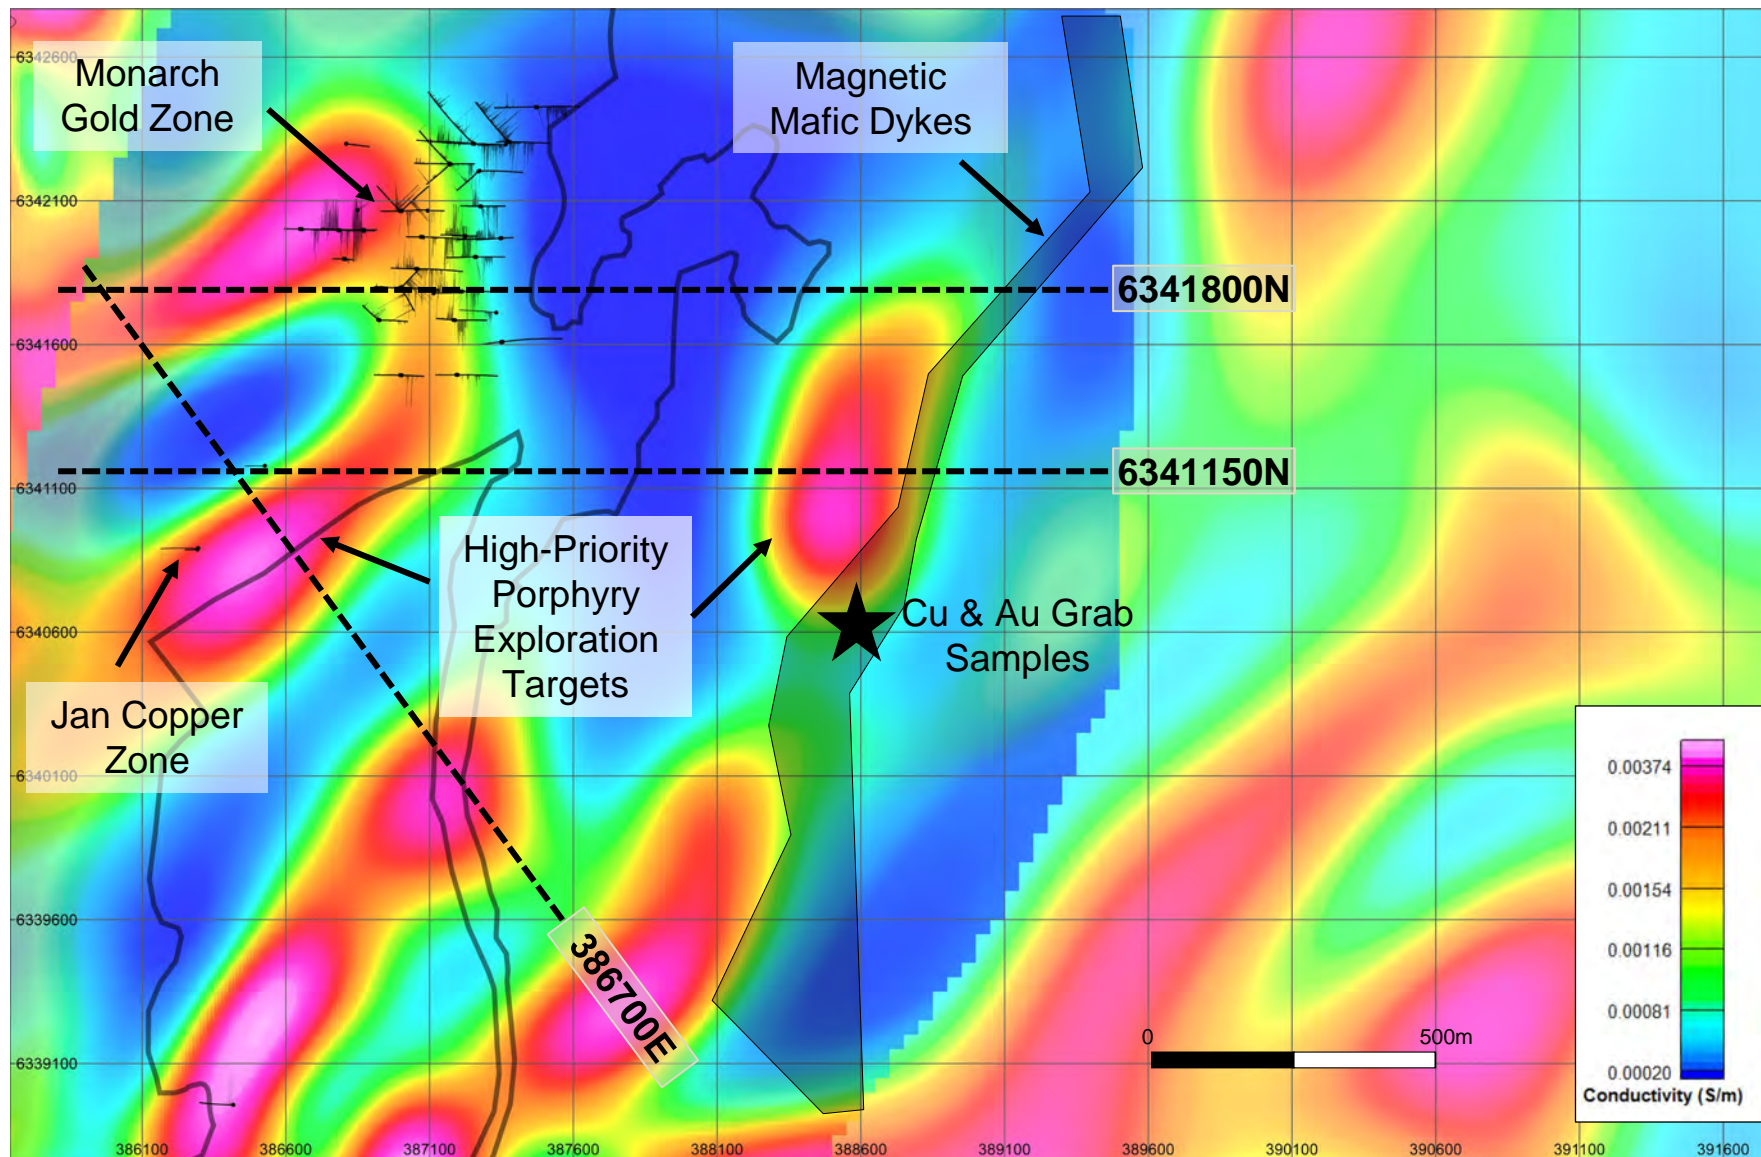 6342600
Monarch
Gold Zone
Magnetic
Mafic Dykes
6342100
6341800N
6341600
6341150N
6341100
High-Priority
Porphyry
Exploration
Targets
Cu & Au Grab
Samples
6340600
Jan Copper
Zone
6340100
6339600
386700E
6339100
0
500m
0.00374
0.00211
0.00154
0.00116
0.00081
0.00020
Conductivity (S/m)
386100
386600
387100
387600
388100
388600
389100
389600
390100
390600
391100
391600